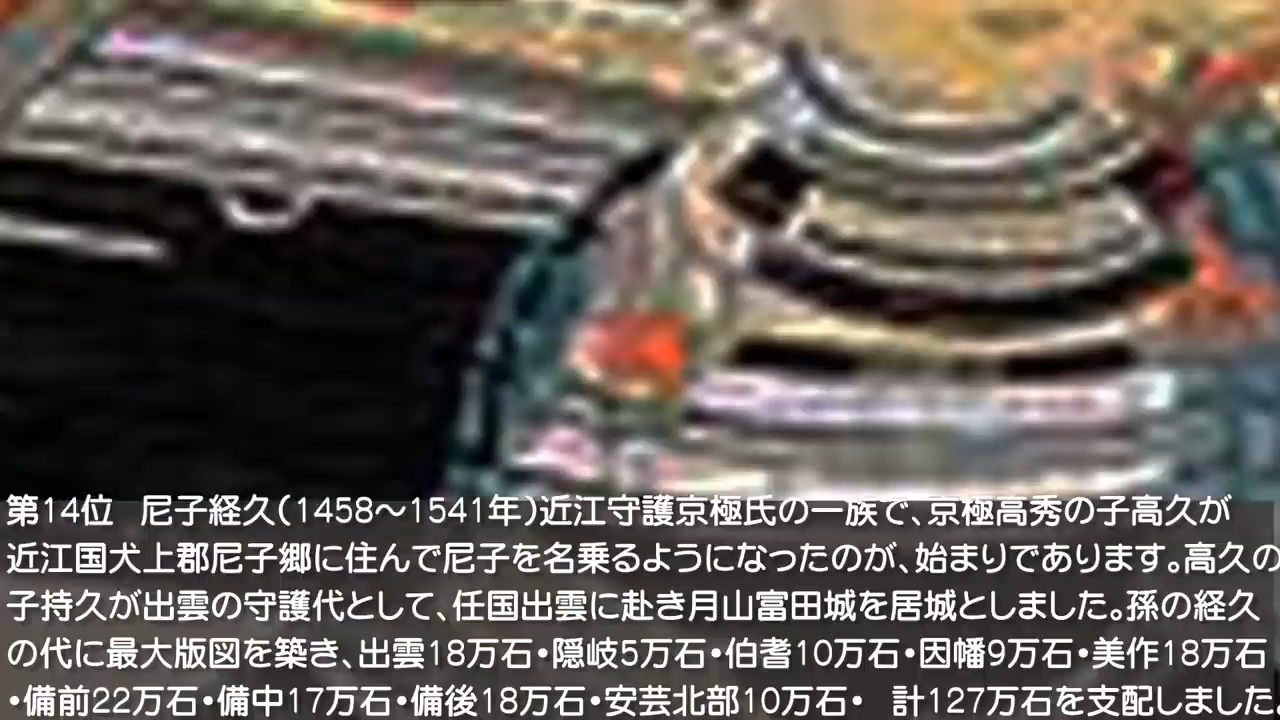 第14位　尼子経久(1458～1541年)近江守護京極氏の一族で、京極高秀の子高久が
近江国犬上郡尼子郷に住んで尼子を名乗るようになったのが、始まりであります。高久の
子持久が出雲の守護代として、任国出雲に赴き月山富田城を居城としました。孫の経久
の代に最大版図を築き、出雲18万石・隠岐5万石・伯耆10万石・因幡9万石・美作18万石
・備前22万石・備中17万石・備後18万石・安芸北部10万石・　計127万石を支配しました。